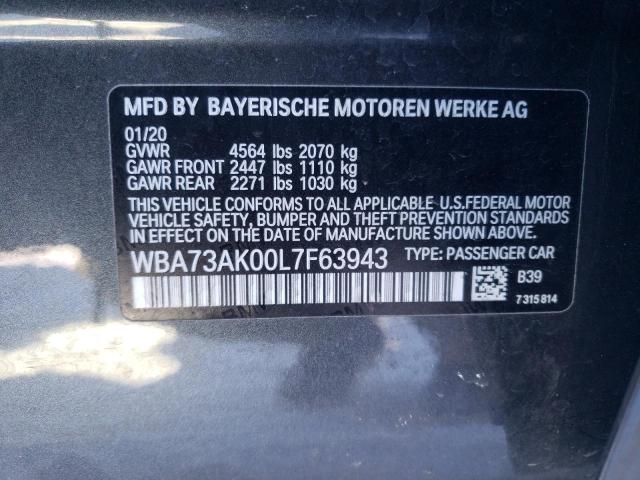 MFD BY BAYERISCHE MOTOREN WERKE AG
01/20
GVWR 4564 lbs 2070 kg
GAWR FRONT 2447 lbs 1110 kg
GAWR REAR 2271 lbs 1030 kg
THIS VEHICLE CONFORMS TO ALL APPLICABLE U.S.FEDERAL MOTOR
VEHICLE SAFETY, BUMPER AND THEFT PREVENTION STANDARDS
IN EFFECT ON THE DATE OF MANUFACTURE SHOWN ABOVE.
WBA73AK00L7F63943 TYPE: PASSENGER CAR
B39
7315814